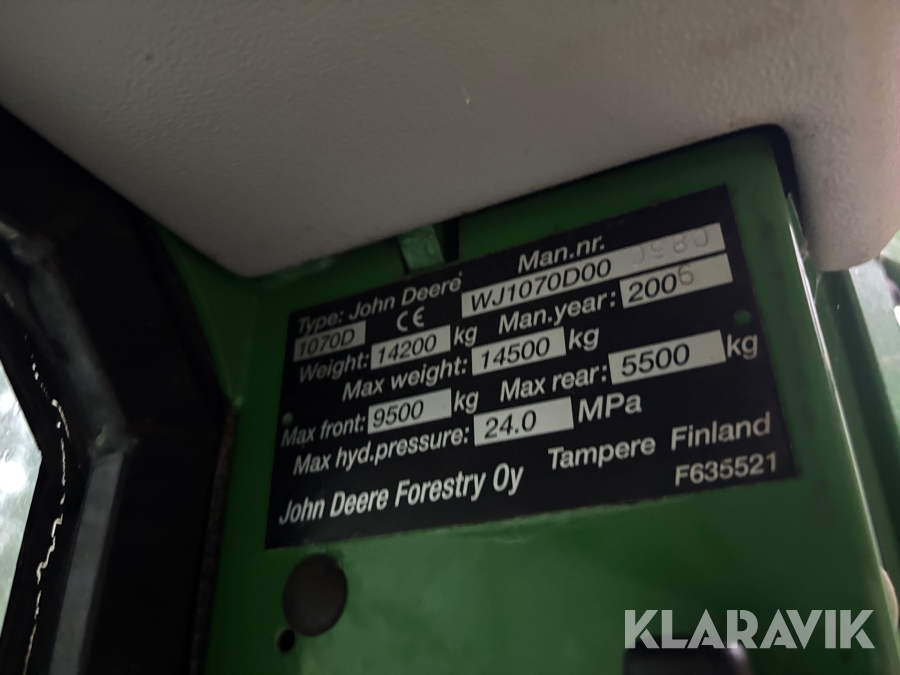 Type: John Deere Man.nr.
1070D CE WJ1070D00
Weight: 14200 kg Man.year: 2006
Max weight: 14500 kg
Max front: 9500 kg Max rear: 5500 kg
Max hyd.pressure: 24.0 MPa
John Deere Forestry Oy Tampere Finland
F635521
KLARAVIK